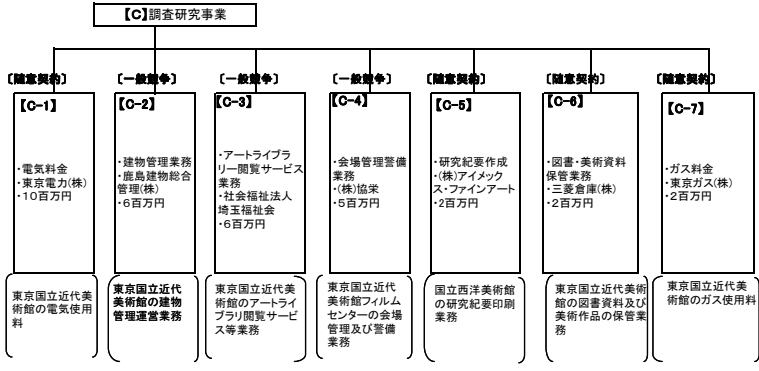 【C】調査研究事業
〔随意契約〕
【C-1】
・電気料金
・東京電力(株)
・10百万円
東京国立近代美
術館の電気使用
料
〔一般競争〕
【C-2】
・建物管理業務
・鹿島建物総合
管理(株)
・6百万円
東京国立近代
美術館の建物
管理運営業務
〔一般競争〕
【C-3】
・アートライブラ
リー閲覧サービス
業務
・社会福祉法人
埼玉福祉会
・6百万円
東京国立近代美
術館のアートライ
ブラリ閲覧サービ
ス等業務
〔一般競争〕
【C-4】
・会場管理警備
業務
・(株)協栄
・5百万円
東京国立近代
美術館フィルム
センターの会場
管理及び警備
業務
〔随意契約〕
【C-5】
・研究紀要作成
・(株)アイメック
ス・ファインアート
・2百万円
国立西洋美術館
の研究紀要印刷
業務
〔随意契約〕
【C-6】
・図書・美術資料
保管業務
・三菱倉庫(株)
・2百万円
東京国立近代美術
館の図書資料及び
美術作品の保管業
務
〔随意契約〕
【C-7】
・ガス料金
・東京ガス(株)
・2百万円
東京国立近代美
術館のガス使用料